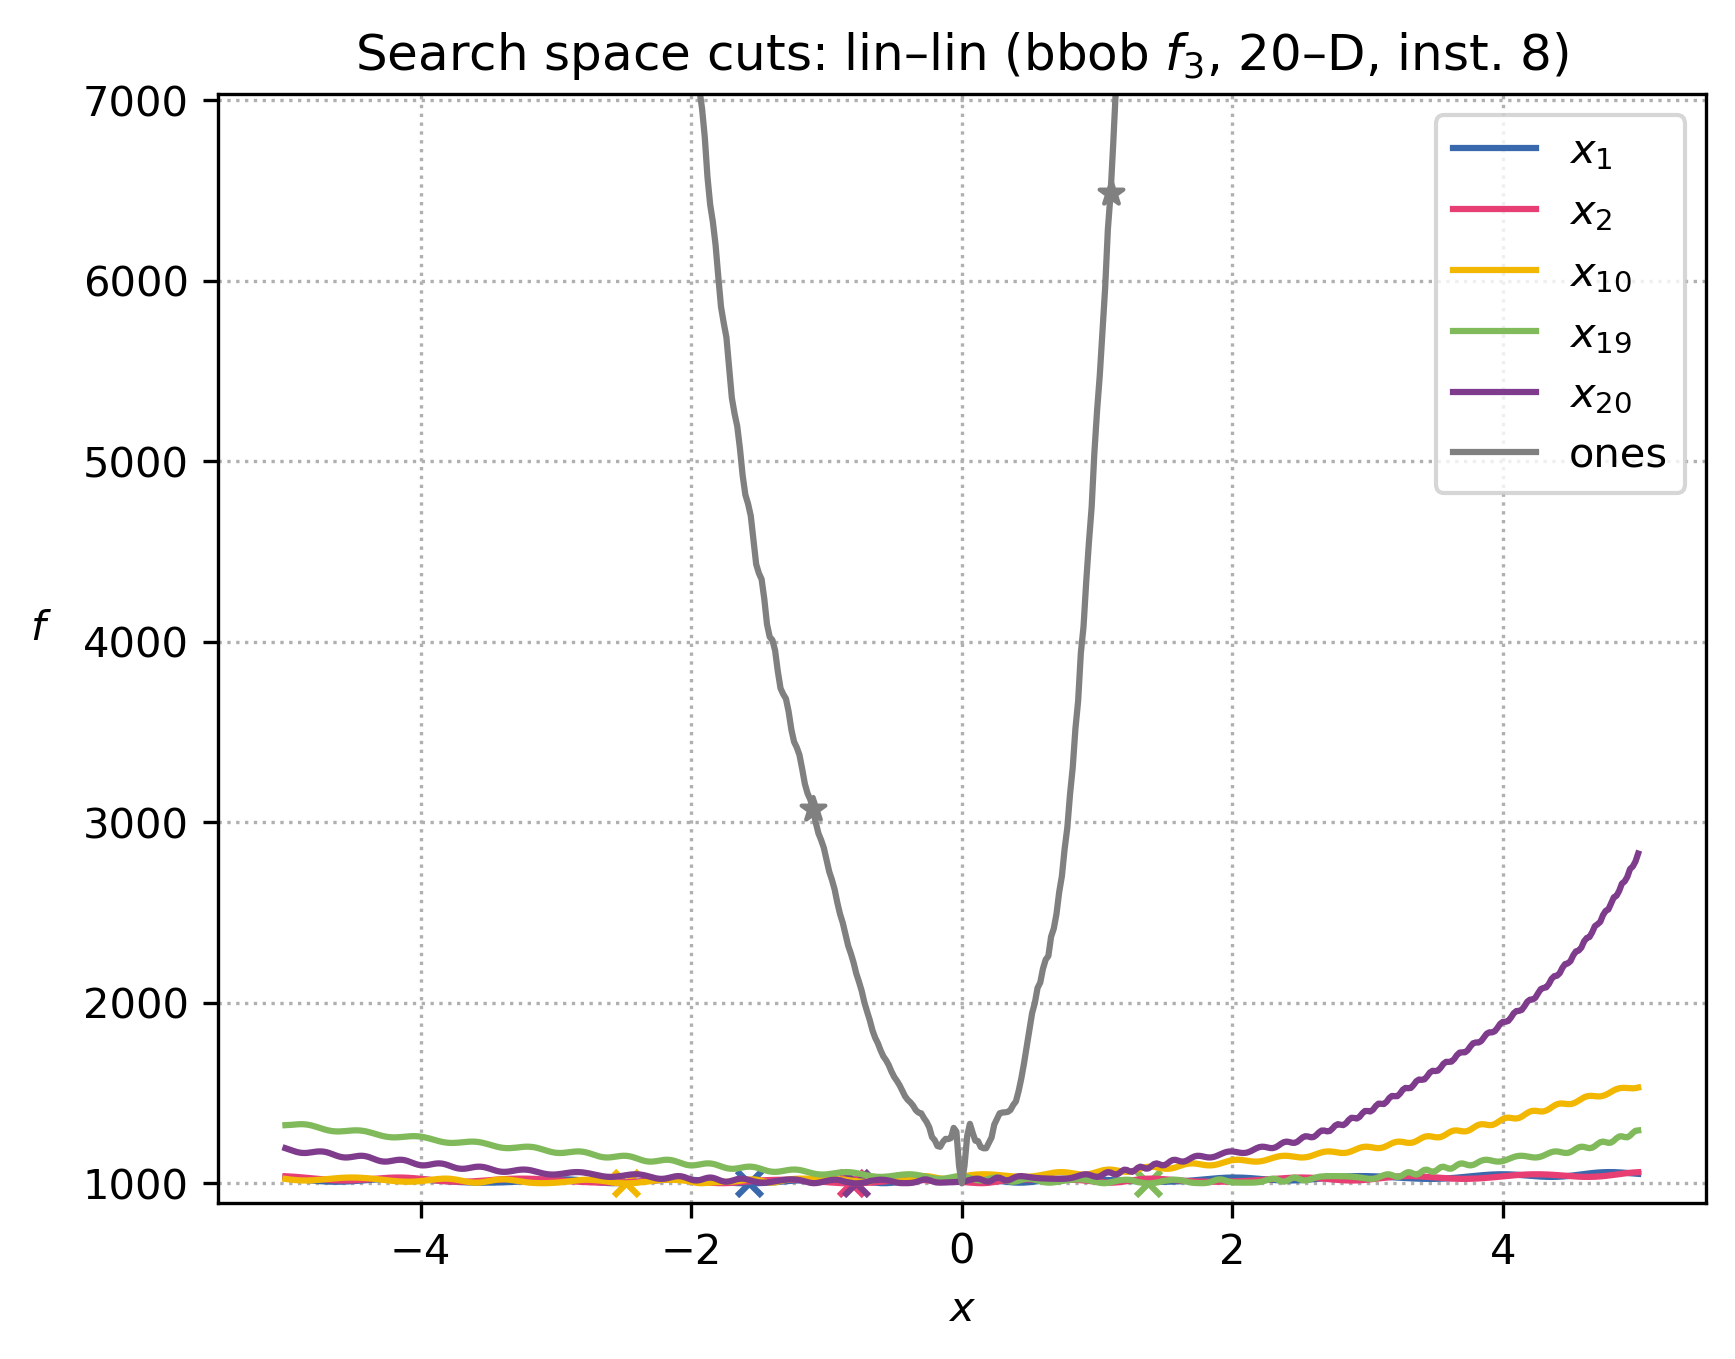 Search space cuts: lin–lin (bbob f₃, 20–D, inst. 8)
7000
6000
5000
4000
3000
2000
1000
f
x₁
x₂
x₁₀
x₁₉
x₂₀
ones
−4 −2 0 2 4
x